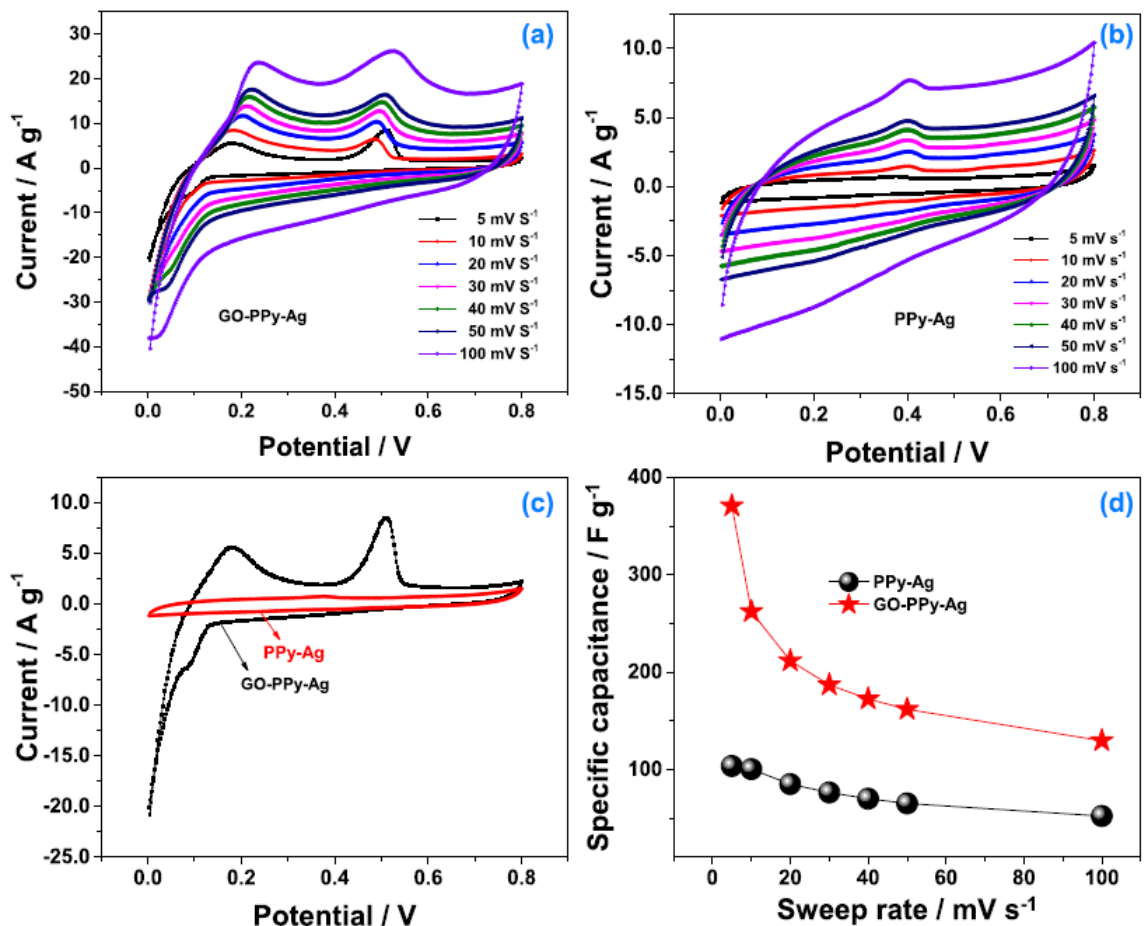 (a)
Current / A g⁻¹
30
20
10
0
-10
-20
-30
-40
-50
5 mV S⁻¹
10 mV S⁻¹
20 mV S⁻¹
30 mV S⁻¹
40 mV S⁻¹
50 mV S⁻¹
100 mV S⁻¹
GO-PPy-Ag
0.0 0.2 0.4 0.6 0.8
Potential / V
(b)
Current / A g⁻¹
10.0
5.0
0.0
-5.0
-10.0
-15.0
5 mV s⁻¹
10 mV s⁻¹
20 mV s⁻¹
30 mV s⁻¹
40 mV s⁻¹
50 mV s⁻¹
100 mV s⁻¹
PPy-Ag
0.0 0.2 0.4 0.6 0.8
Potential / V
(c)
Current / A g⁻¹
10.0
5.0
0.0
-5.0
-10.0
-15.0
-20.0
-25.0
PPy-Ag
GO-PPy-Ag
0.0 0.2 0.4 0.6 0.8
Potential / V
(d)
Specific capacitance / F g⁻¹
400
300
200
100
PPy-Ag
GO-PPy-Ag
0 20 40 60 80 100
Sweep rate / mV s⁻¹